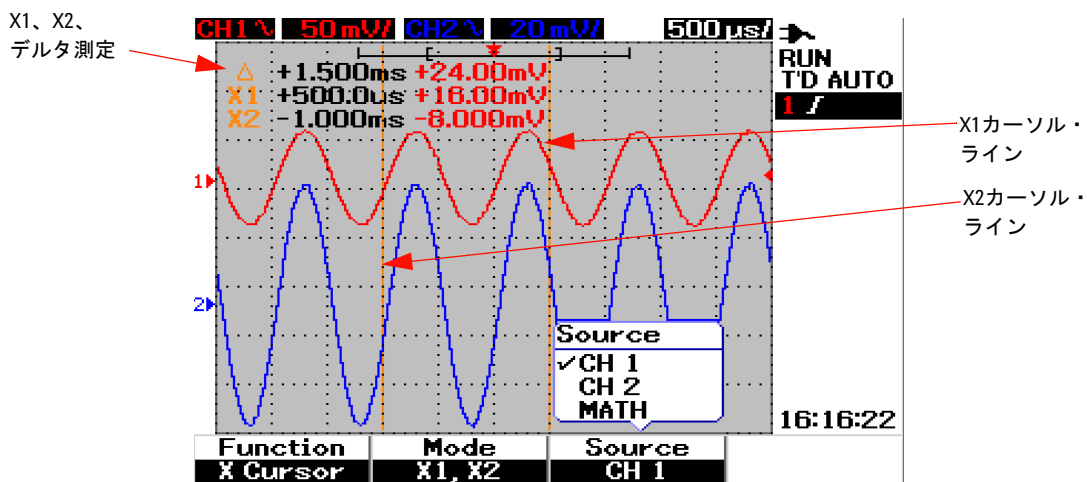 X1、X2、
デルタ測定
CH1 50mV/ CH2 20mV/ 500µs/
RUN
T'D AUTO
1
Δ +1.500ms +24.00mV
X1 +500.0us +16.00mV
X2 -1.000ms -8.000mV
X1カーソル・
ライン
1
X2カーソル・
ライン
2
Source
✓CH 1
CH 2
MATH
16:16:22
Function Mode Source
X Cursor X1, X2 CH 1